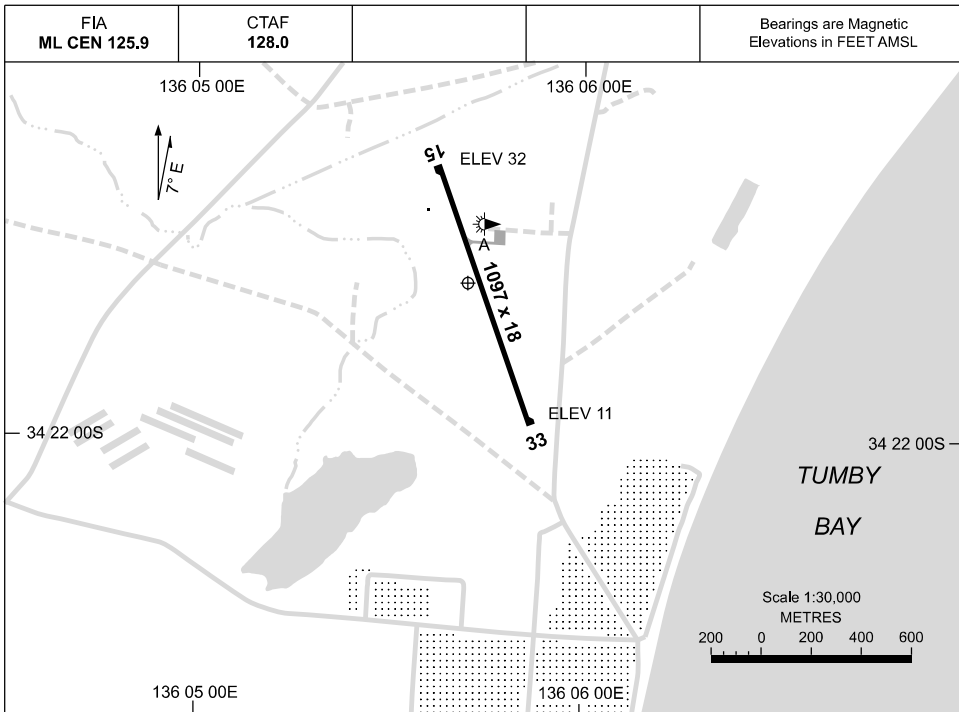 FIA
ML CEN 125.9
CTAF
128.0
Bearings are Magnetic
Elevations in FEET AMSL
136 05 00E
136 06 00E
7° E
15
ELEV 32
A
1097 x 18
ELEV 11
33
34 22 00S
34 22 00S
TUMBY
BAY
Scale 1:30,000
METRES
200 0 200 400 600
136 05 00E
136 06 00E